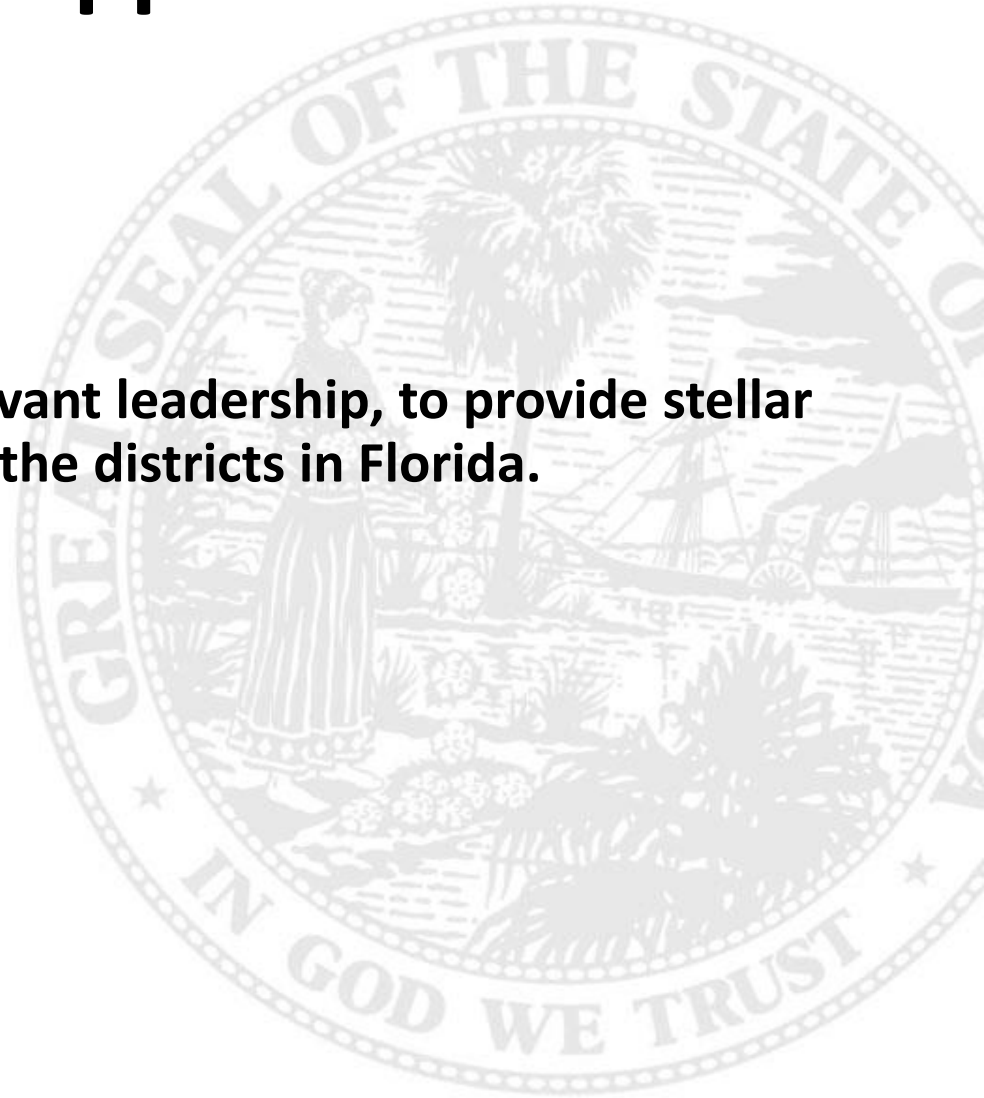 vant leadership, to provide stellar
the districts in Florida.
GREAT SEAL OF THE STATE OF
IN GOD WE TRUST